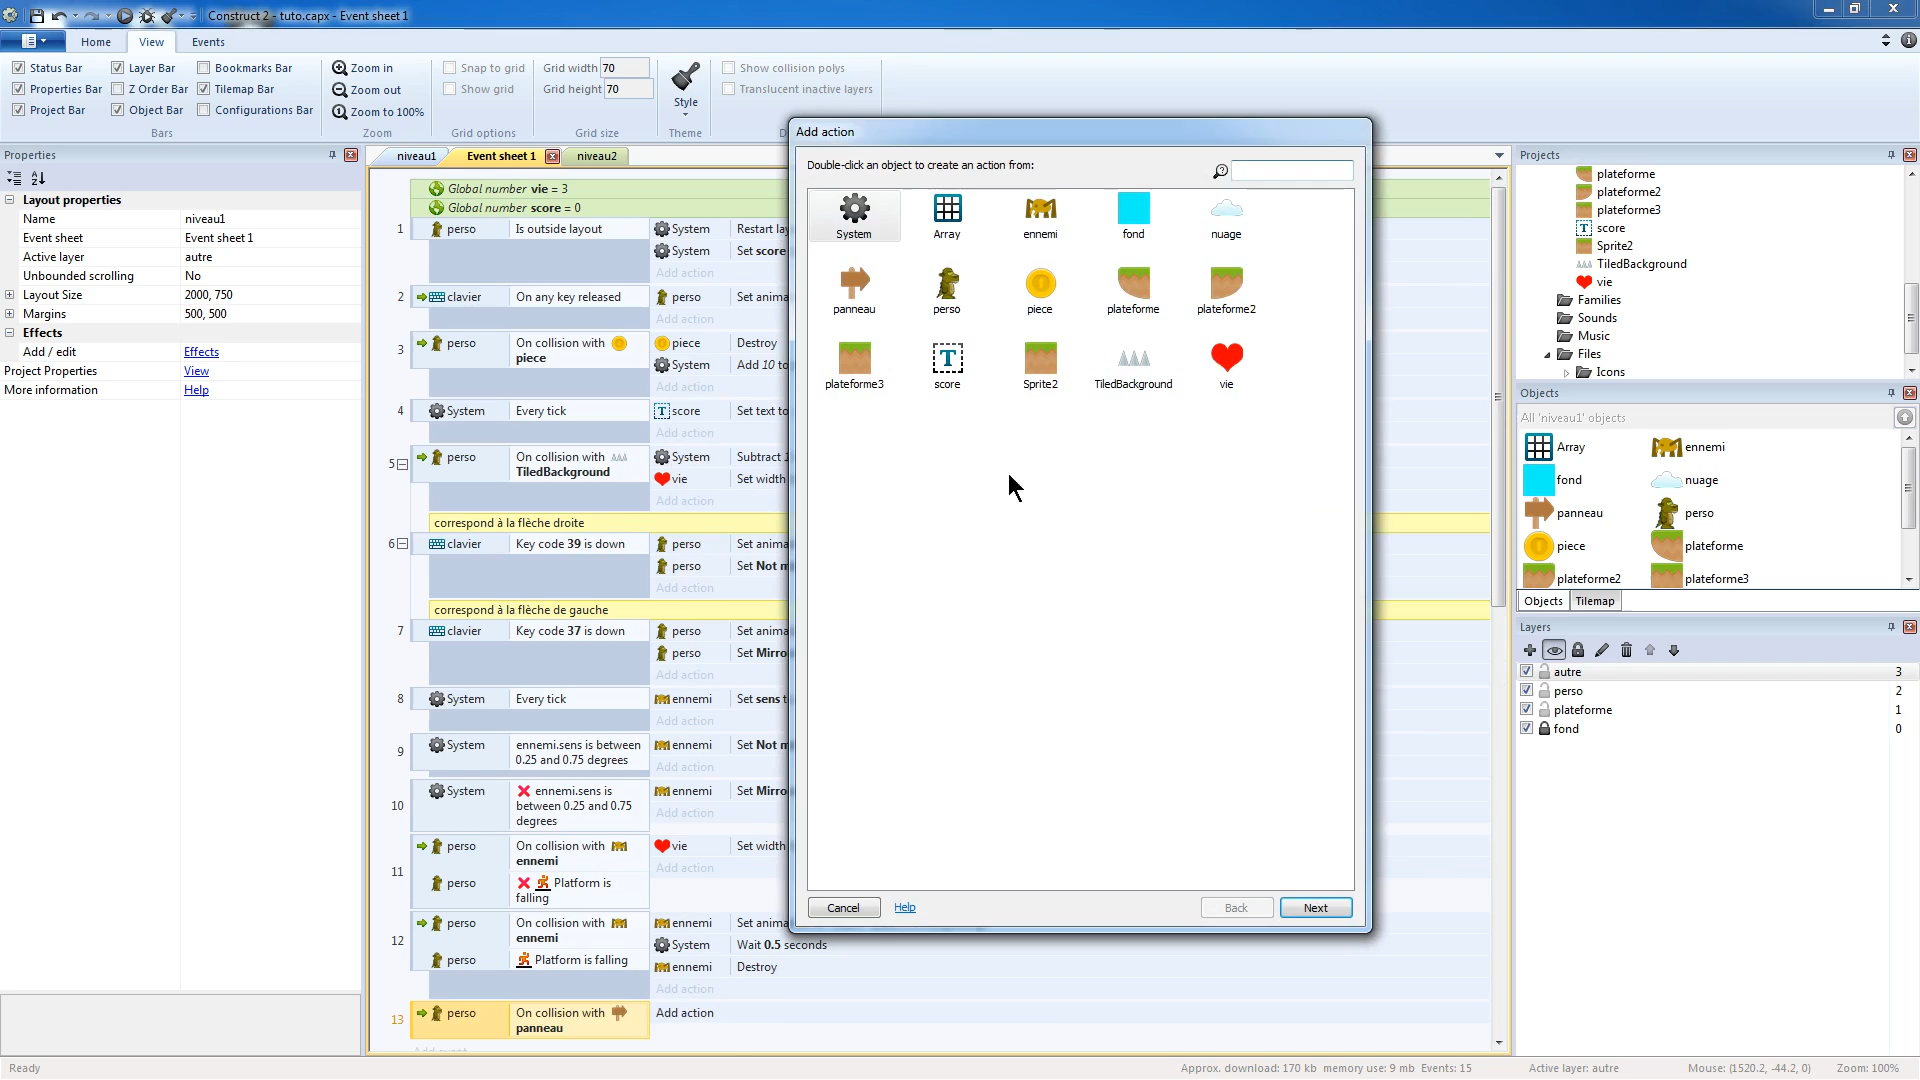 Construct 2 - tuto.capx - Event sheet 1
Home View Events
Status Bar Layer Bar Bookmarks Bar Zoom in Snap to grid Grid width 70 Show collision polys
Properties Bar Z Order Bar Tilemap Bar Zoom out Show grid Grid height 70 Style Translucent inactive layers
Project Bar Object Bar Configurations Bar Zoom to 100%
Bars Zoom Grid options Grid size Theme D
Properties
Layout properties
Name niveau1
Event sheet Event sheet 1
Active layer autre
Unbounded scrolling No
Layout Size 2000, 750
Margins 500, 500
Effects
Add / edit Effects
Project Properties View
More information Help
niveau1 Event sheet 1 niveau2
Global number vie = 3
Global number score = 0
1 perso Is outside layout System Restart lay
System Set score
Add action
2 clavier On any key released perso Set anima
Add action
3 perso On collision with piece piece Destroy
System Add 10 to
Add action
4 System Every tick T score Set text to
Add action
5 perso On collision with TiledBackground System Subtract 1
vie Set width
Add action
correspond à la flèche droite
6 clavier Key code 39 is down perso Set anima
perso Set Not m
Add action
correspond à la flèche de gauche
7 clavier Key code 37 is down perso Set anima
perso Set Mirro
Add action
8 System Every tick ennemi Set sens t
Add action
9 System ennemi.sens is between 0.25 and 0.75 degrees ennemi Set Not m
Add action
10 System ennemi.sens is between 0.25 and 0.75 degrees ennemi Set Mirro
Add action
11 perso On collision with ennemi vie Set width
Add action
perso Platform is falling
12 perso On collision with ennemi ennemi Set anima
System Wait 0.5 seconds
perso Platform is falling ennemi Destroy
Add action
13 perso On collision with panneau Add action
Add event
Add action
Double-click an object to create an action from:
System Array ennemi fond nuage
panneau perso piece plateforme plateforme2
T
plateforme3 score Sprite2 TiledBackground vie
Cancel Help Back Next
Projects
plateforme
plateforme2
plateforme3
T score
Sprite2
TiledBackground
vie
Families
Sounds
Music
Files
Icons
Objects
All 'niveau1' objects
Array ennemi
fond nuage
panneau perso
piece plateforme
plateforme2 plateforme3
Objects Tilemap
Layers
autre 3
perso 2
plateforme 1
fond 0
Ready Approx. download: 170 kb memory use: 9 mb Events: 15 Active layer: autre Mouse: (1520.2, -44.2, 0) Zoom: 100%